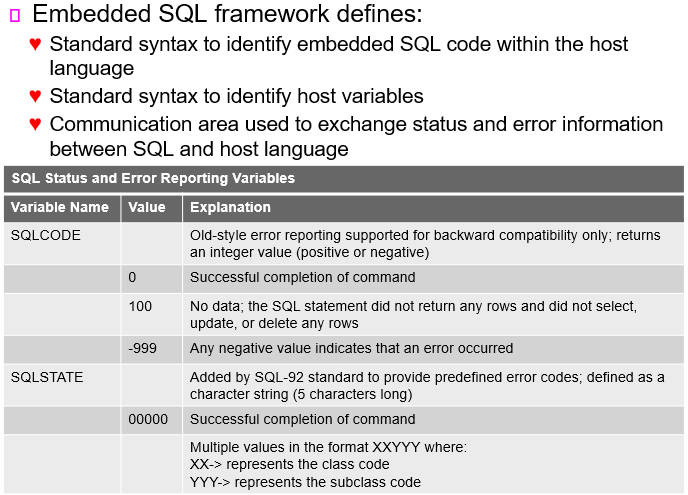 Embedded SQL framework defines:
Standard syntax to identify embedded SQL code within the host
language
Standard syntax to identify host variables
Communication area used to exchange status and error information
between SQL and host language
SQL Status and Error Reporting Variables
Variable Name Value Explanation
SQLCODE Old-style error reporting supported for backward compatibility only; returns
an integer value (positive or negative)
0 Successful completion of command
100 No data; the SQL statement did not return any rows and did not select,
update, or delete any rows
-999 Any negative value indicates that an error occurred
SQLSTATE Added by SQL-92 standard to provide predefined error codes; defined as a
character string (5 characters long)
00000 Successful completion of command
Multiple values in the format XXYYY where:
XX-> represents the class code
YYY-> represents the subclass code